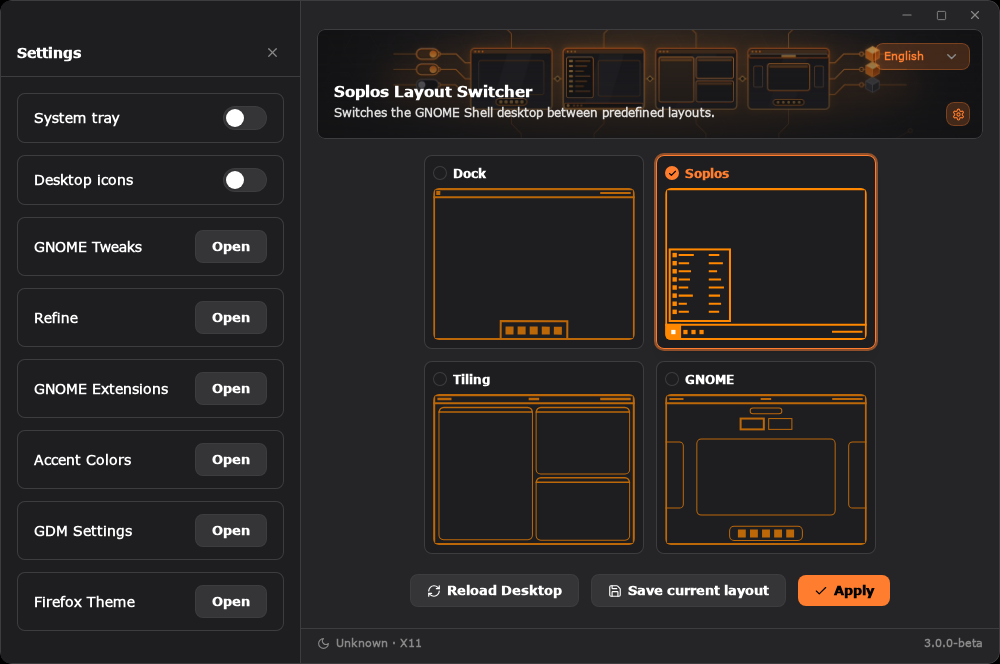 Settings
System tray
Desktop icons
GNOME Tweaks
Open
Refine
Open
GNOME Extensions
Open
Accent Colors
Open
GDM Settings
Open
Firefox Theme
Open
English
Soplos Layout Switcher
Switches the GNOME Shell desktop between predefined layouts.
Dock
Soplos
Tiling
GNOME
Reload Desktop
Save current layout
Apply
Unknown · X11
3.0.0-beta